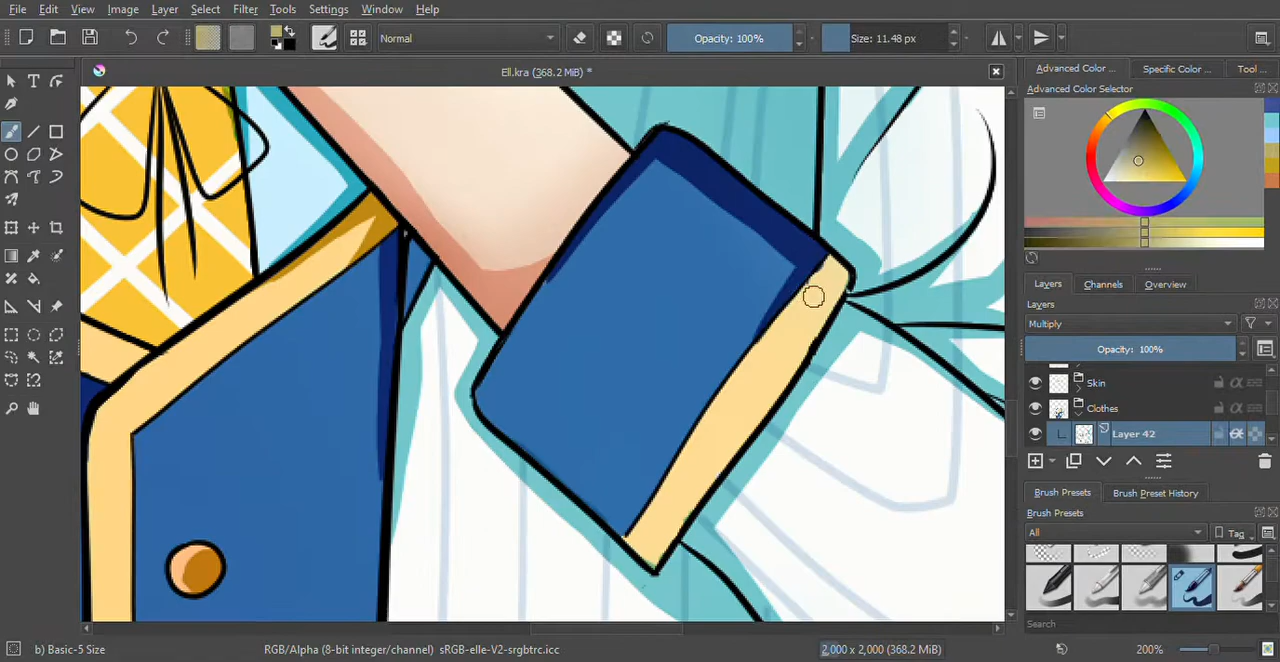 File Edit View Image Layer Select Filter Tools Settings Window Help
Normal Opacity: 100% Size: 11.48 px
Ell.kra (368.2 MiB) *
Advanced Color ... Specific Color ... Tool ...
Advanced Color Selector
Layers Channels Overview
Layers
Multiply
Opacity: 100%
Skin
Clothes
Layer 42
Brush Presets Brush Preset History
Brush Presets
All Tag
Search
b) Basic-5 Size RGB/Alpha (8-bit integer/channel) sRGB-elle-V2-srgbtrc.icc 2,000 x 2,000 (368.2 MiB) 200%